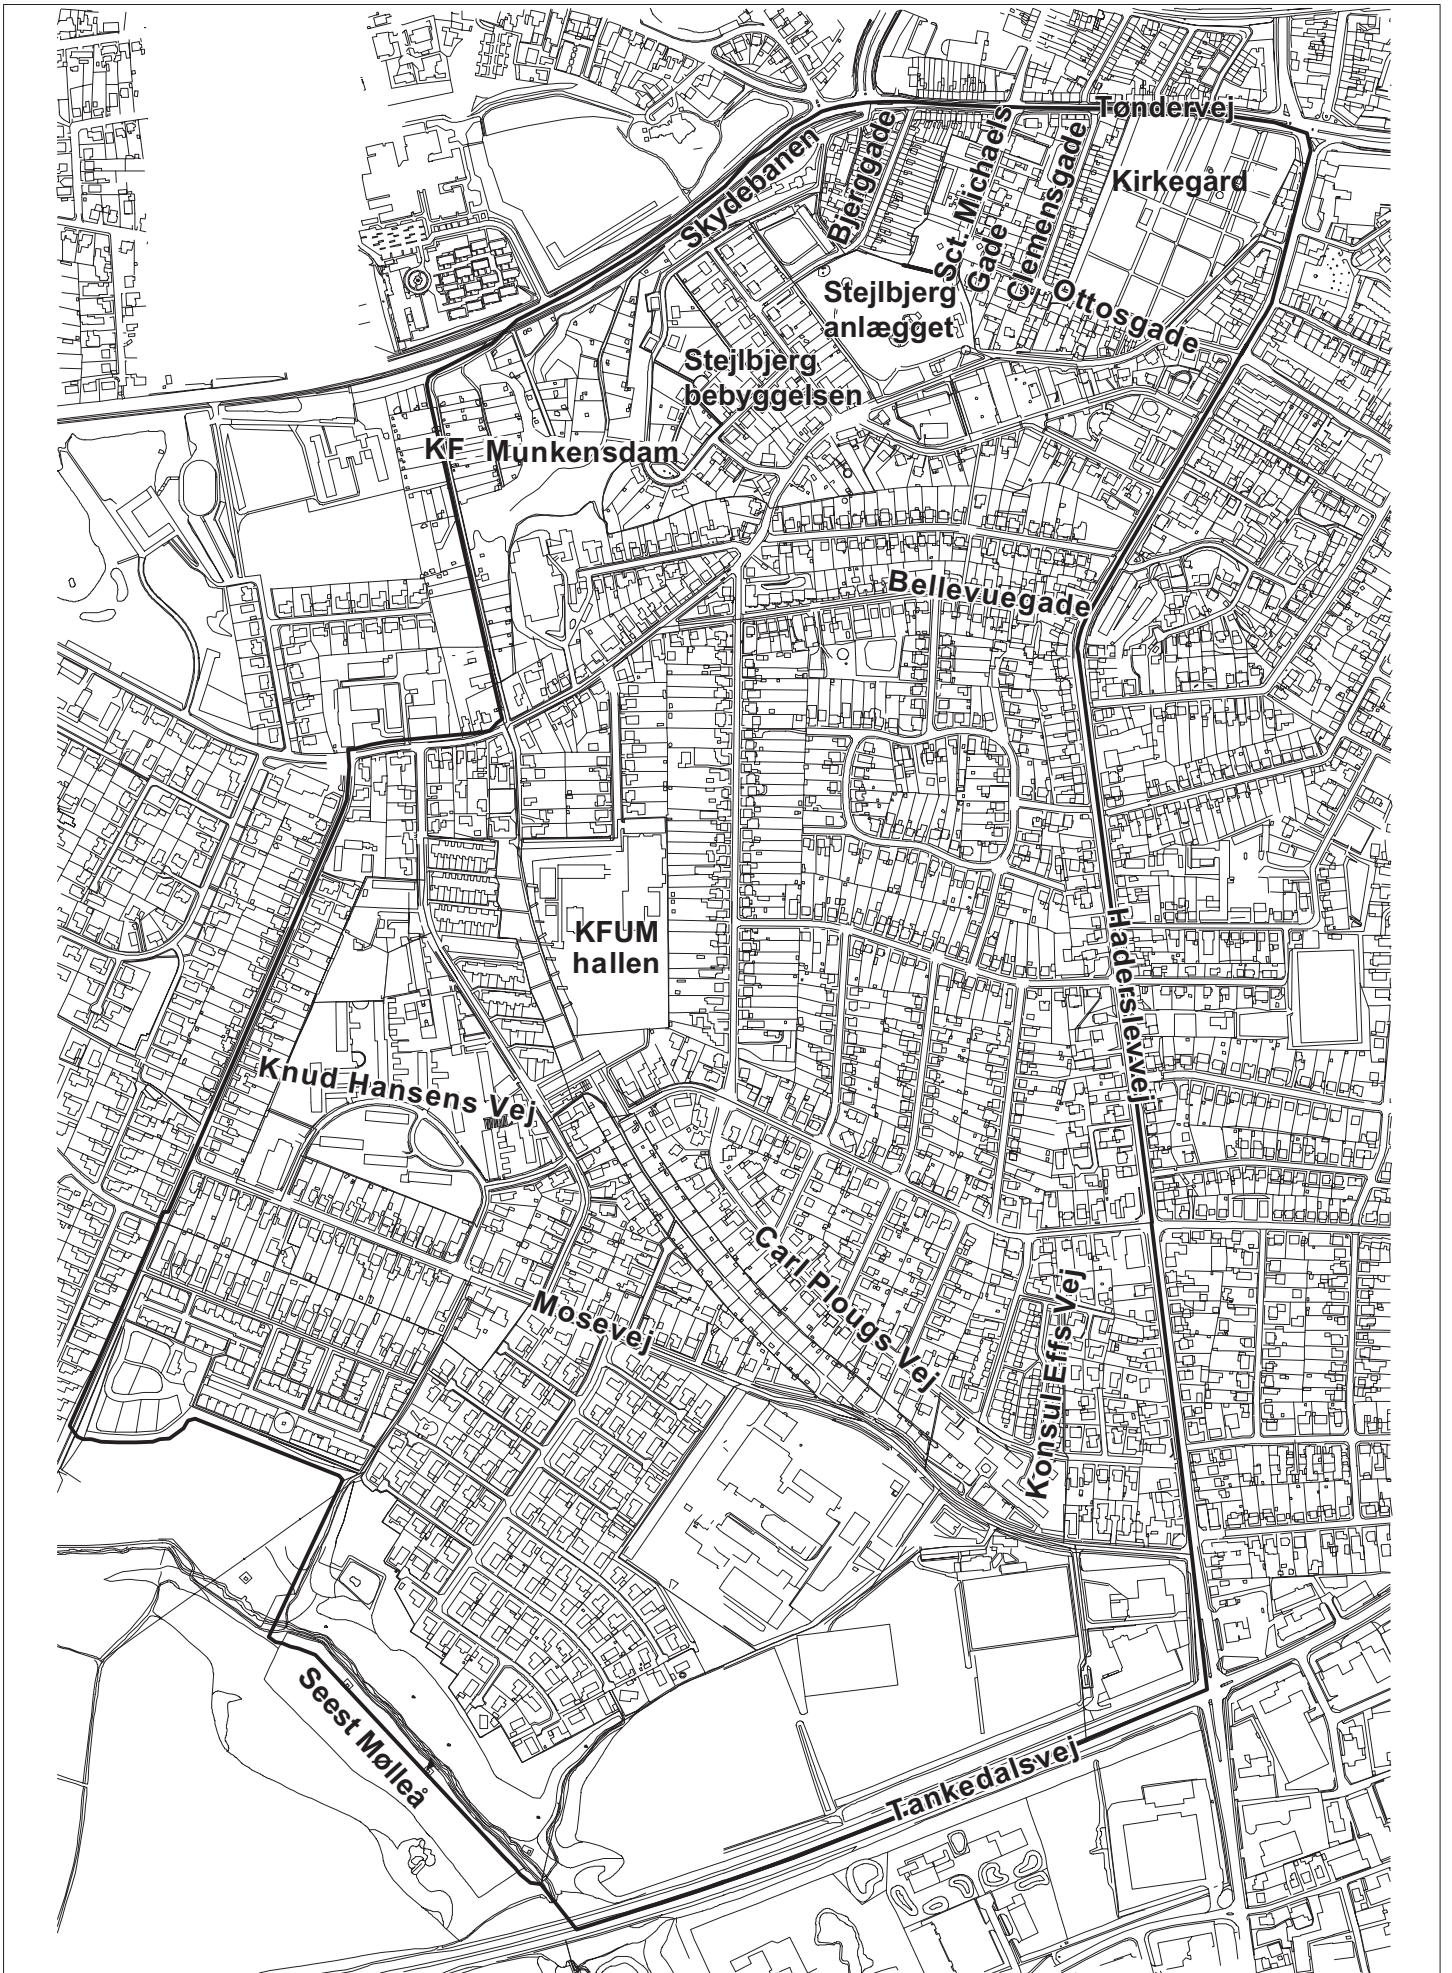 Tøndervej
Skydebanen
Bjerggade
Sct. Michaels
Gade
Clemensgade
Kirkegård
Ottosgade
Stejlbjerg
anlægget
Stejlbjerg
bebyggelsen
KF Munkensdam
Bellevuegade
KFUM
hallen
Haderslevvej
Knud Hansens Vej
Carl Plougs Vej
Mosevej
Konsul Effs Vej
Seest Mølleå
Tankedalsvej